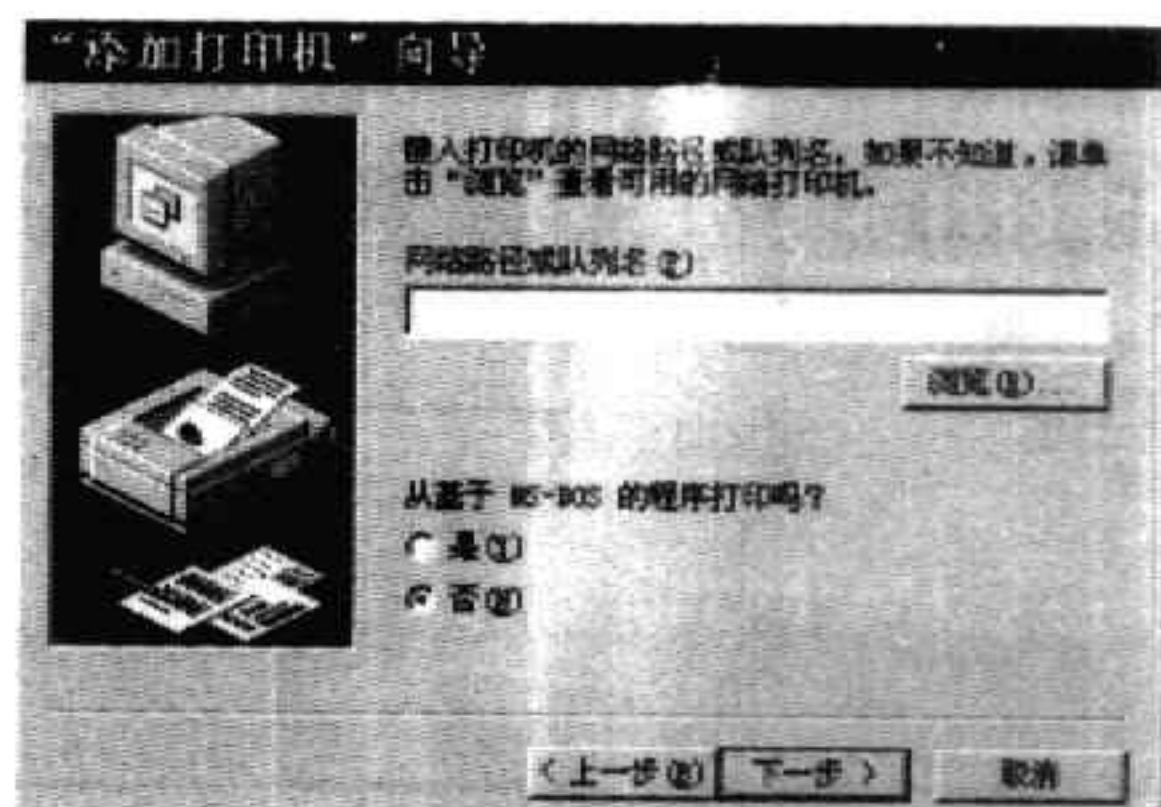 “添加打印机”向导
键入打印机的网络路径或队列名，如果不知道，请单
击“浏览”查看可用的网络打印机。
网络路径或队列名(P)
浏览(R)...
从基于 MS-DOS 的程序打印吗？
是(Y)
否(N)
〈上一步(B)
下一步 〉
取消